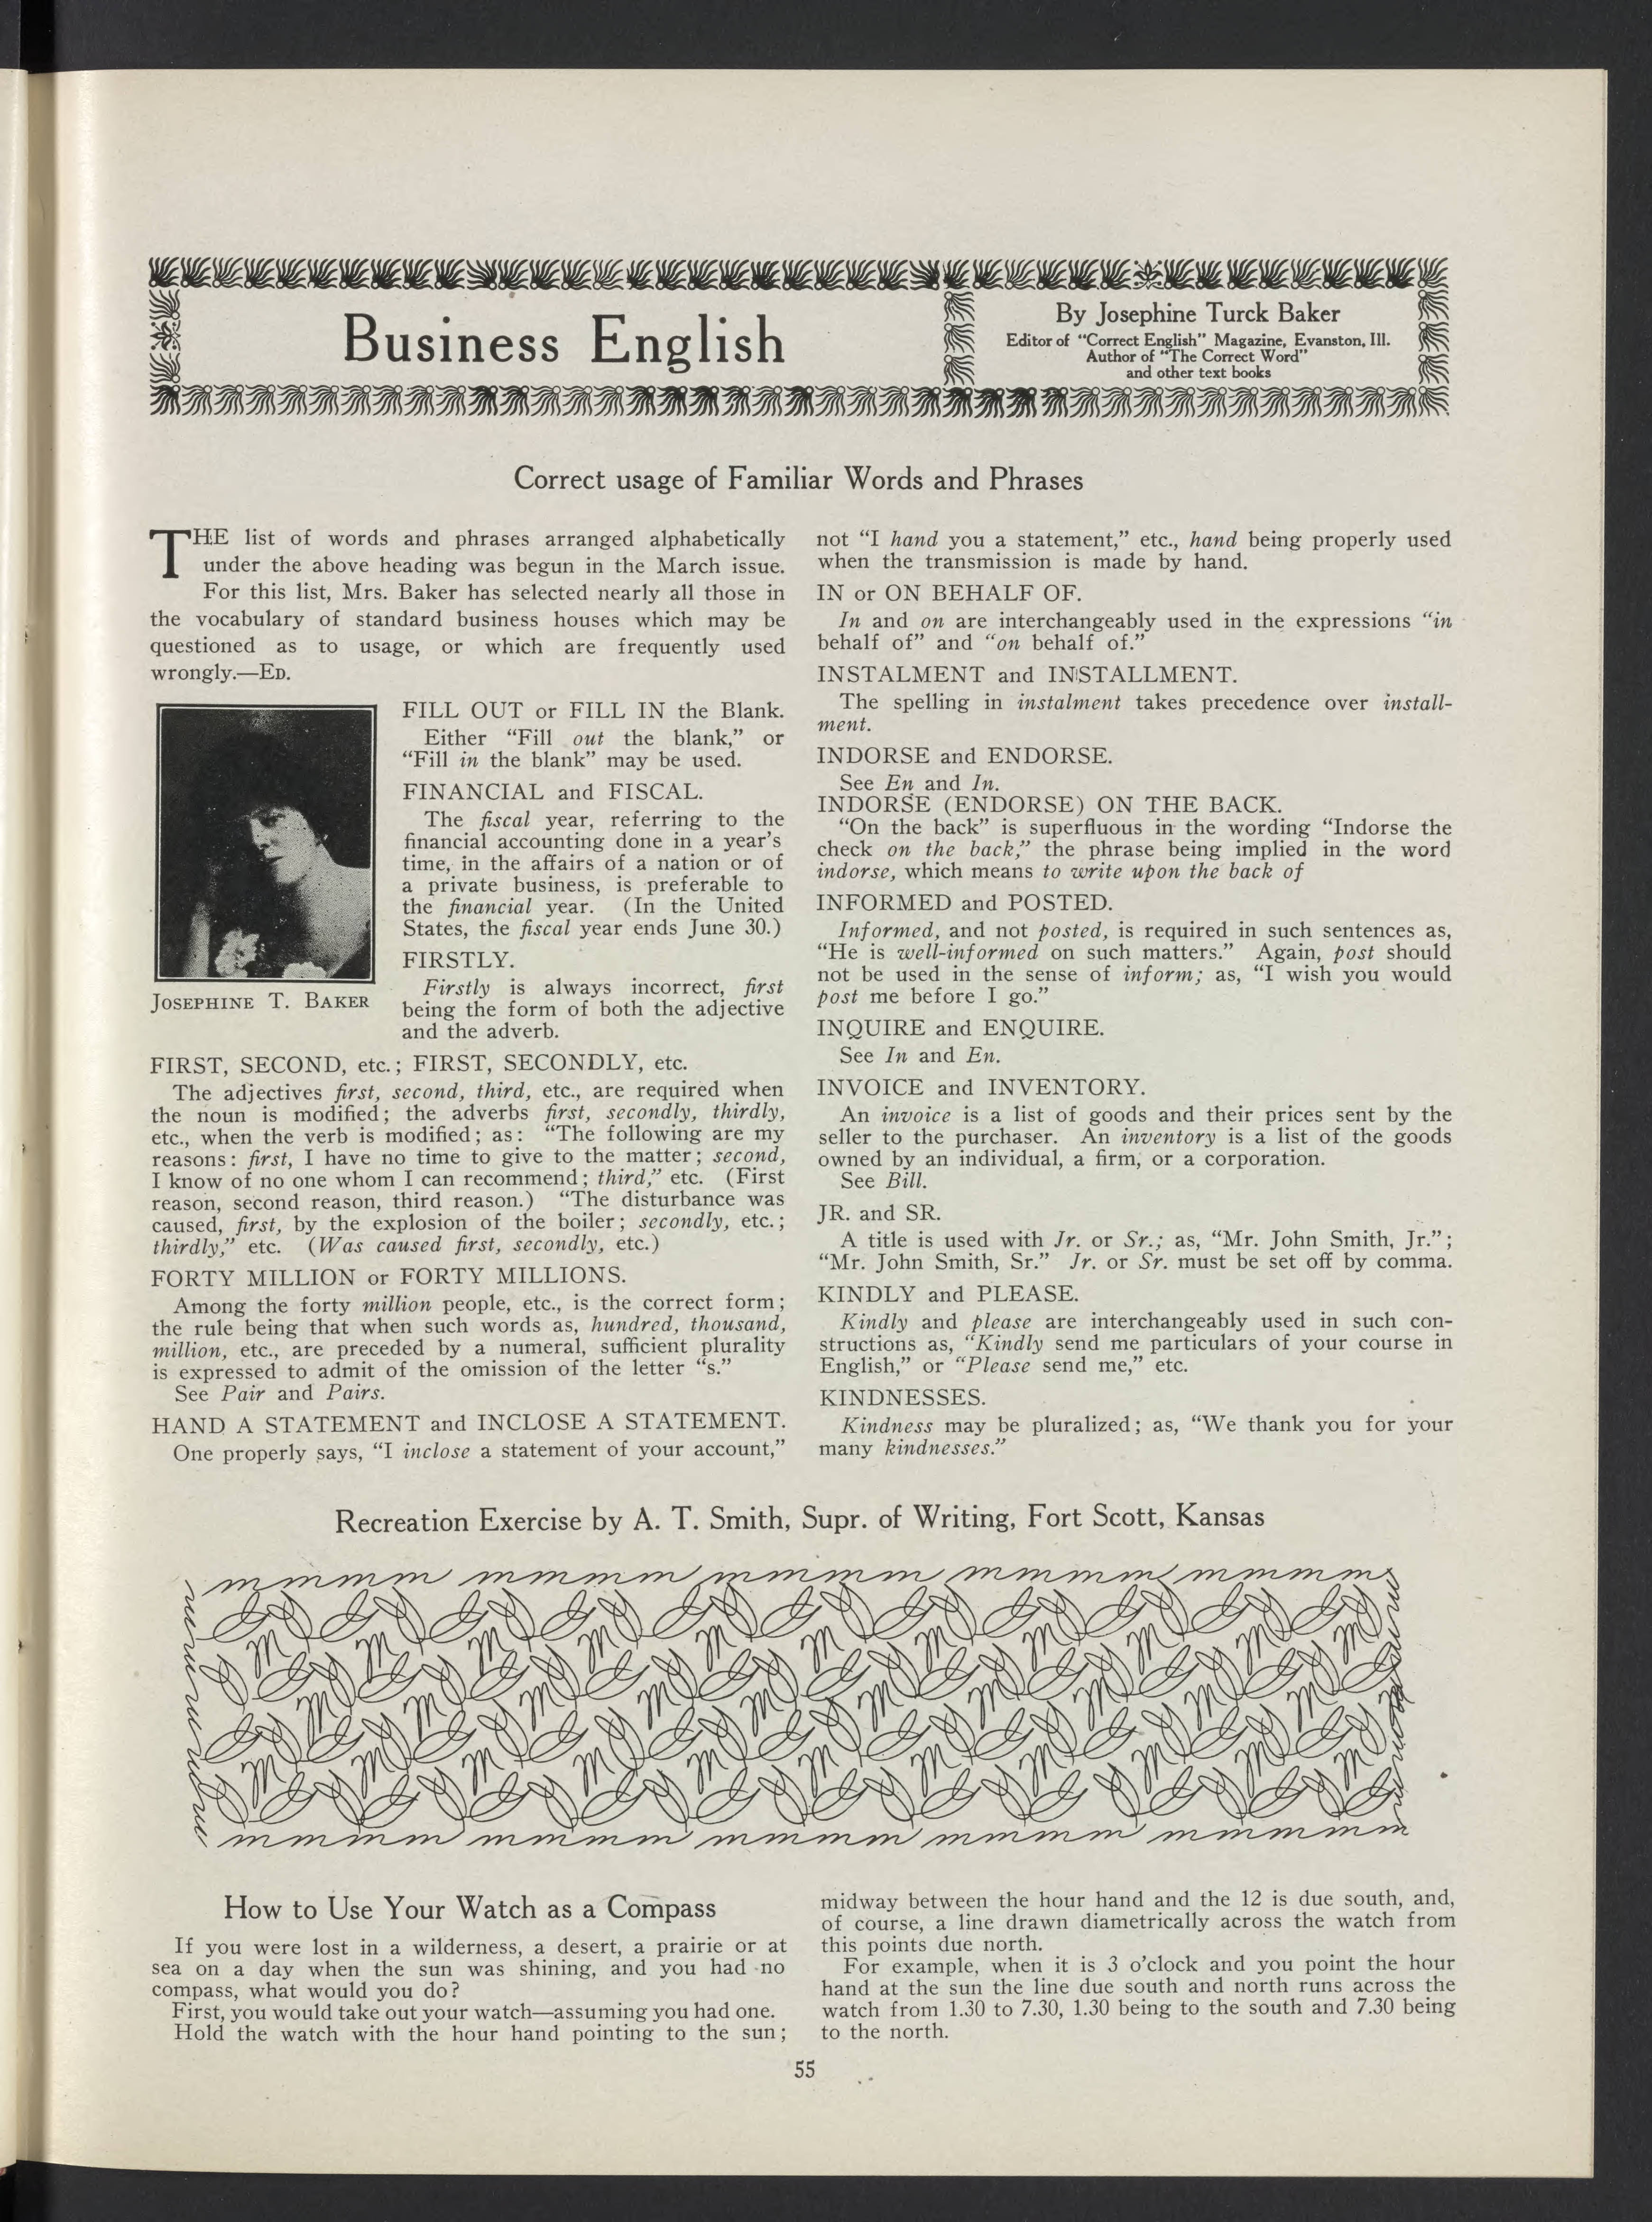 Business English
By Josephine Turck Baker
Editor of "Correct English" Magazine, Evanston, Ill.
Author of "The Correct Word"
and other text books
Correct usage of Familiar Words and Phrases
THE list of words and phrases arranged alphabetically
under the above heading was begun in the March issue.
For this list, Mrs. Baker has selected nearly all those in
the vocabulary of standard business houses which may be
questioned as to usage, or which are frequently used
wrongly.—ED.
JOSEPHINE T. BAKER
FILL OUT or FILL IN the Blank.
Either "Fill out the blank," or
"Fill in the blank" may be used.
FINANCIAL and FISCAL.
The fiscal year, referring to the
financial accounting done in a year's
time, in the affairs of a nation or of
a private business, is preferable to
the financial year. (In the United
States, the fiscal year ends June 30.)
FIRSTLY.
Firstly is always incorrect, first
being the form of both the adjective
and the adverb.
FIRST, SECOND, etc.; FIRST, SECONDLY, etc.
The adjectives first, second, third, etc., are required when
the noun is modified; the adverbs first, secondly, thirdly,
etc., when the verb is modified; as: "The following are my
reasons: first, I have no time to give to the matter; second,
I know of no one whom I can recommend; third," etc. (First
reason, second reason, third reason.) "The disturbance was
caused, first, by the explosion of the boiler; secondly, etc.;
thirdly," etc. (Was caused first, secondly, etc.)
FORTY MILLION or FORTY MILLIONS.
Among the forty million people, etc., is the correct form;
the rule being that when such words as, hundred, thousand,
million, etc., are preceded by a numeral, sufficient plurality
is expressed to admit of the omission of the letter "s."
See Pair and Pairs.
HAND A STATEMENT and INCLOSE A STATEMENT.
One properly says, "I inclose a statement of your account,"
not "I hand you a statement," etc., hand being properly used
when the transmission is made by hand.
IN or ON BEHALF OF.
In and on are interchangeably used in the expressions "in
behalf of" and "on behalf of."
INSTALMENT and INSTALLMENT.
The spelling in instalment takes precedence over install-
ment.
INDORSE and ENDORSE.
See En and In.
INDORSE (ENDORSE) ON THE BACK.
"On the back" is superfluous in the wording "Indorse the
check on the back," the phrase being implied in the word
indorse, which means to write upon the back of
INFORMED and POSTED.
Informed, and not posted, is required in such sentences as,
"He is well-informed on such matters." Again, post should
not be used in the sense of inform; as, "I wish you would
post me before I go."
INQUIRE and ENQUIRE.
See In and En.
INVOICE and INVENTORY.
An invoice is a list of goods and their prices sent by the
seller to the purchaser. An inventory is a list of the goods
owned by an individual, a firm, or a corporation.
See Bill.
JR. and SR.
A title is used with Jr. or Sr.; as, "Mr. John Smith, Jr.";
"Mr. John Smith, Sr." Jr. or Sr. must be set off by comma.
KINDLY and PLEASE.
Kindly and please are interchangeably used in such con-
structions as, "Kindly send me particulars of your course in
English," or "Please send me," etc.
KINDNESSES.
Kindness may be pluralized; as, "We thank you for your
many kindnesses."
Recreation Exercise by A. T. Smith, Supr. of Writing, Fort Scott, Kansas
How to Use Your Watch as a Compass
If you were lost in a wilderness, a desert, a prairie or at
sea on a day when the sun was shining, and you had no
compass, what would you do?
First, you would take out your watch—assuming you had one.
Hold the watch with the hour hand pointing to the sun;
midway between the hour hand and the 12 is due south, and,
of course, a line drawn diametrically across the watch from
this points due north.
For example, when it is 3 o'clock and you point the hour
hand at the sun the line due south and north runs across the
watch from 1.30 to 7.30, 1.30 being to the south and 7.30 being
to the north.
55